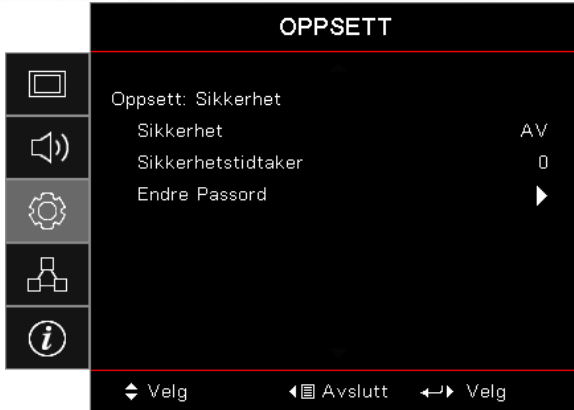 OPPSETT
Oppsett: Sikkerhet
Sikkerhet AV
Sikkerhetstidtaker 0
Endre Passord
Velg Avslutt Velg